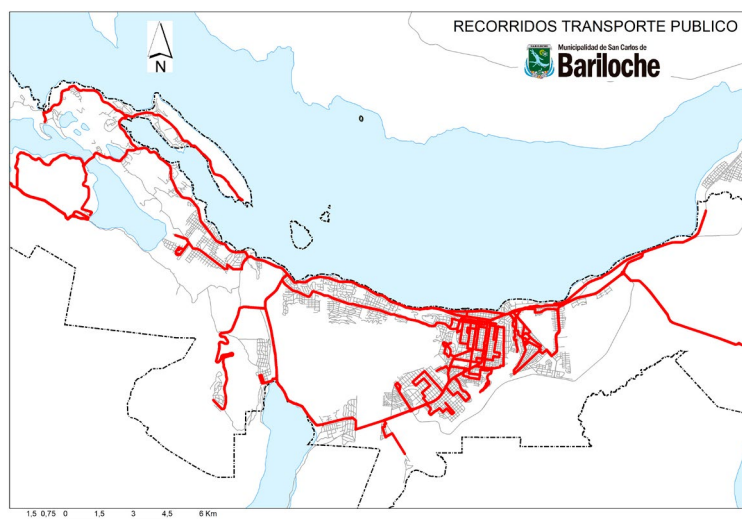 RECORRIDOS TRANSPORTE PUBLICO
Municipalidad de San Carlos de
Bariloche
N
1,5 0,75 0 1,5 3 4,5 6 Km